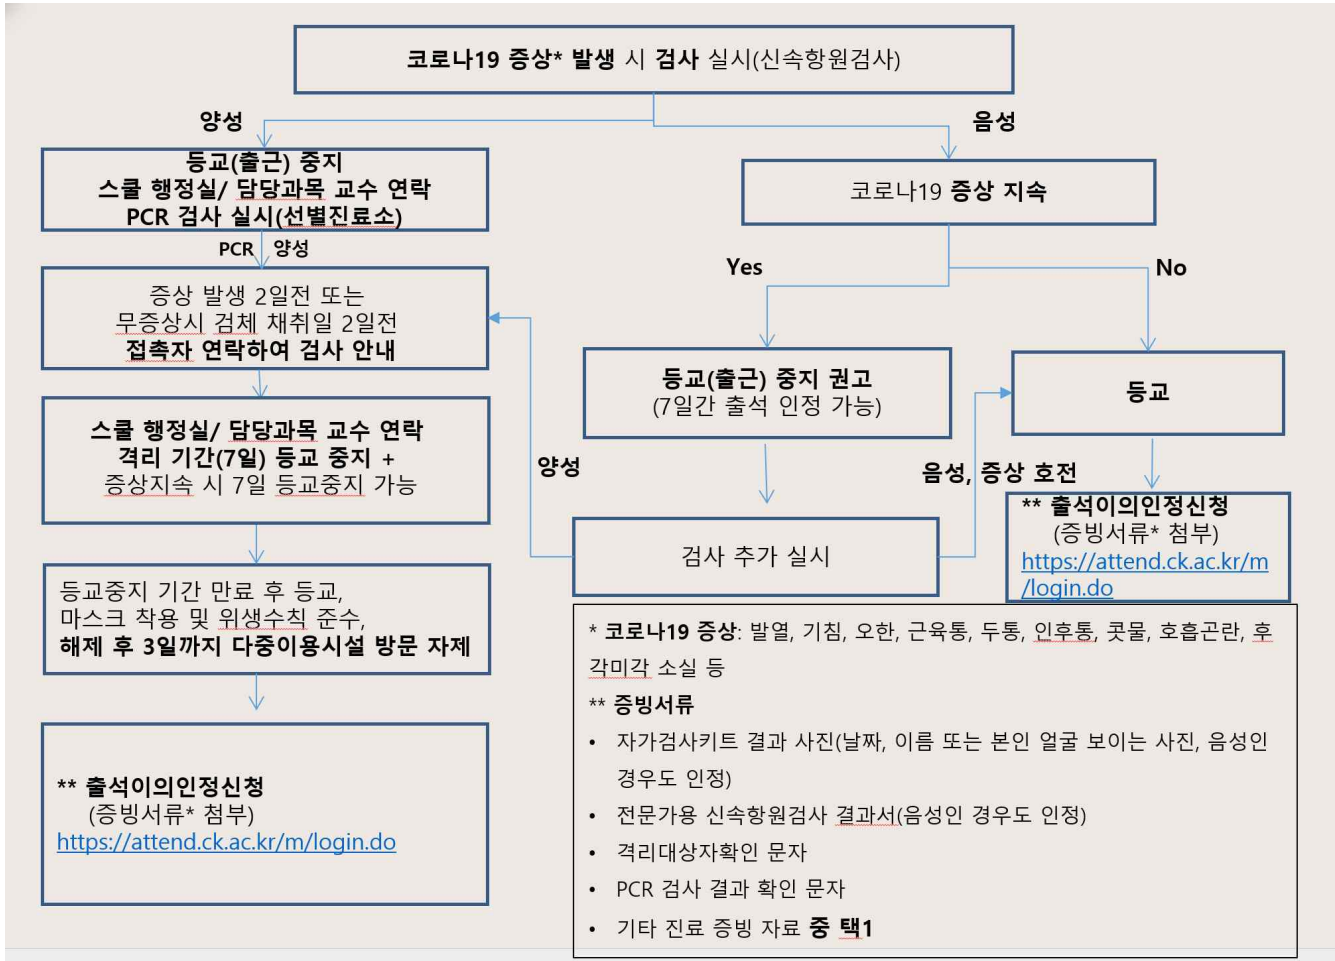 코로나19 증상* 발생 시 검사 실시(신속항원검사)
양성
음성
등교(출근) 중지
스쿨 행정실/ 담당과목 교수 연락
PCR 검사 실시(선별진료소)
코로나19 증상 지속
PCR 양성
Yes
No
증상 발생 2일전 또는
무증상시 검체 채취일 2일전
접촉자 연락하여 검사 안내
등교(출근) 중지 권고
(7일간 출석 인정 가능)
등교
스쿨 행정실/ 담당과목 교수 연락
격리 기간(7일) 등교 중지 +
증상지속 시 7일 등교중지 가능
양성
음성, 증상 호전
** 출석이의인정신청
(증빙서류* 첨부)
https://attend.ck.ac.kr/m
/login.do
검사 추가 실시
등교중지 기간 만료 후 등교,
마스크 착용 및 위생수칙 준수,
해제 후 3일까지 다중이용시설 방문 자제
** 출석이의인정신청
(증빙서류* 첨부)
https://attend.ck.ac.kr/m/login.do
* 코로나19 증상: 발열, 기침, 오한, 근육통, 두통, 인후통, 콧물, 호흡곤란, 후
각미각 소실 등
** 증빙서류
• 자가검사키트 결과 사진(날짜, 이름 또는 본인 얼굴 보이는 사진, 음성인
경우도 인정)
• 전문가용 신속항원검사 결과서(음성인 경우도 인정)
• 격리대상자확인 문자
• PCR 검사 결과 확인 문자
• 기타 진료 증빙 자료 중 택1